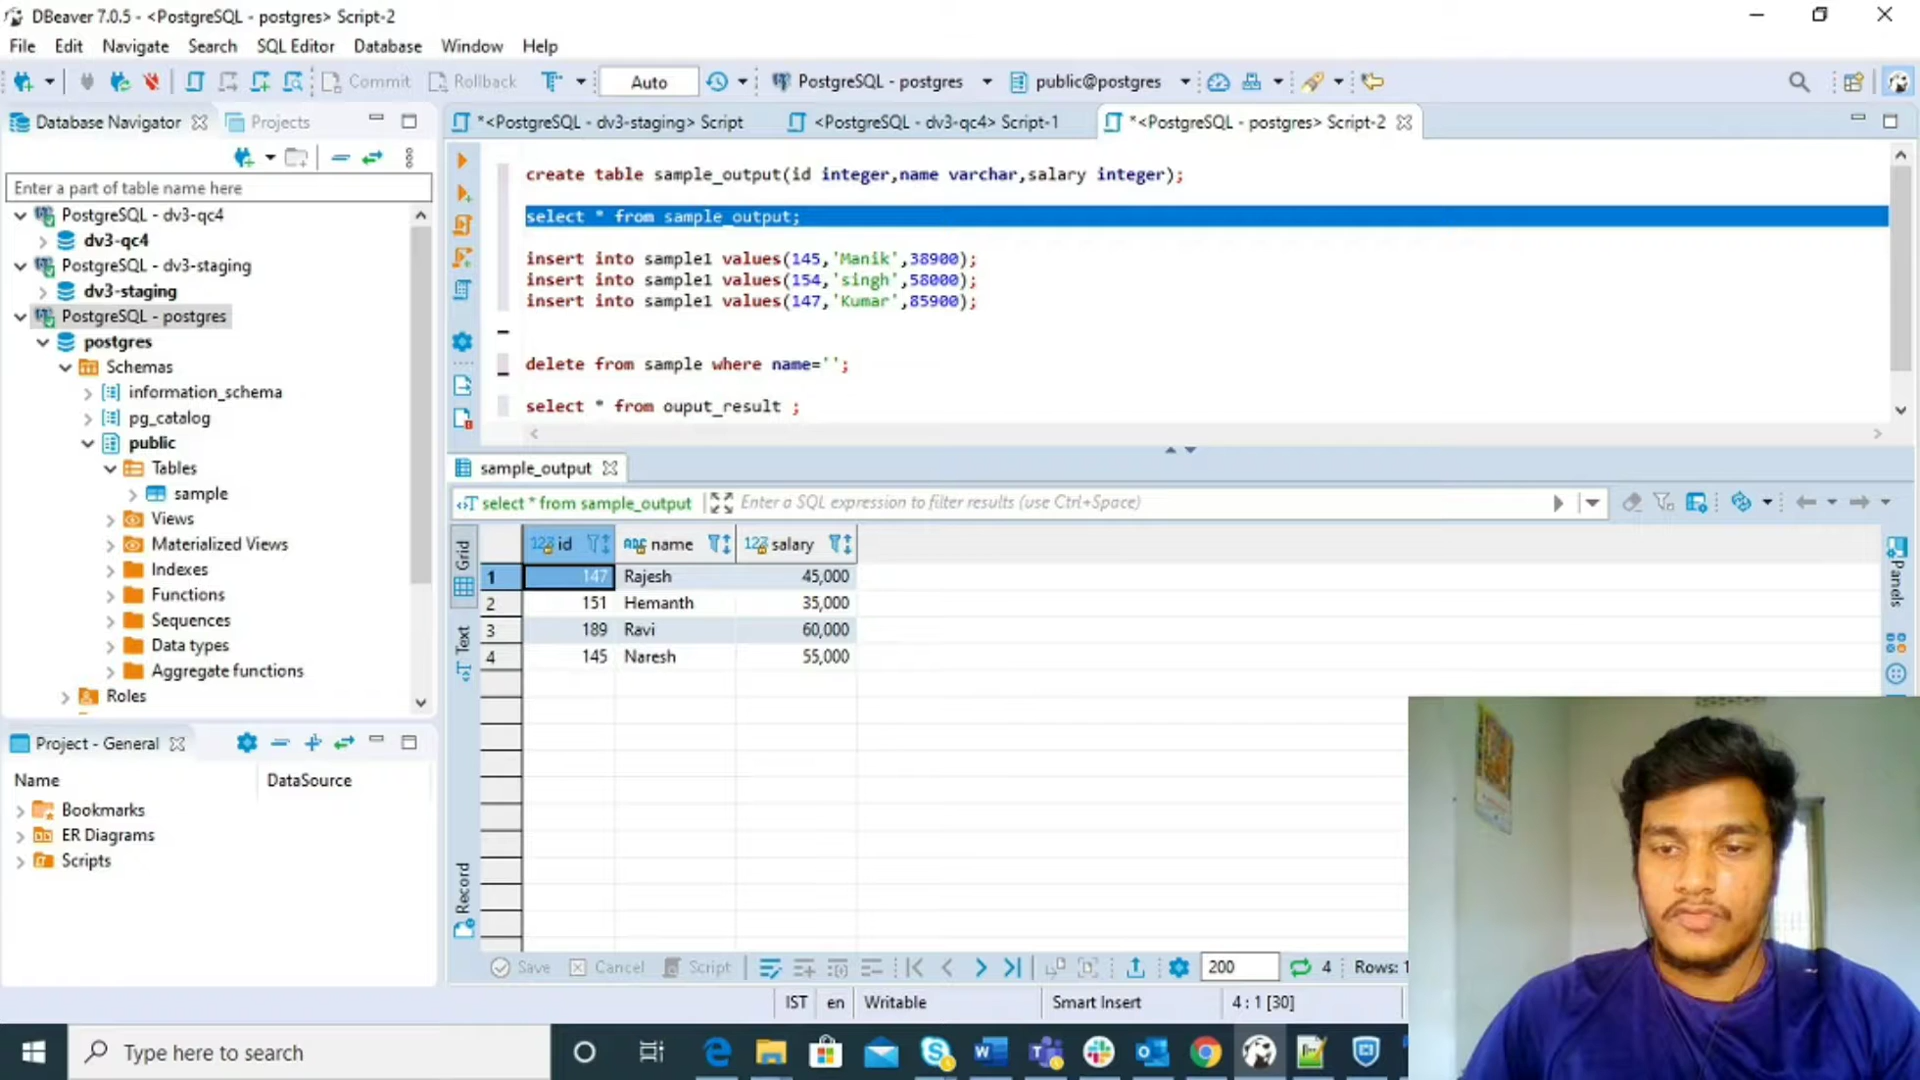 DBeaver 7.0.5 - <PostgreSQL - postgres> Script-2
File Edit Navigate Search SQL Editor Database Window Help
Commit Rollback Auto PostgreSQL - postgres public@postgres
Database Navigator Projects
Enter a part of table name here
PostgreSQL - dv3-qc4
dv3-qc4
PostgreSQL - dv3-staging
dv3-staging
PostgreSQL - postgres
postgres
Schemas
information_schema
pg_catalog
public
Tables
sample
Views
Materialized Views
Indexes
Functions
Sequences
Data types
Aggregate functions
Roles
Project - General
Name DataSource
Bookmarks
ER Diagrams
Scripts
*<PostgreSQL - dv3-staging> Script <PostgreSQL - dv3-qc4> Script-1 *<PostgreSQL - postgres> Script-2
create table sample_output(id integer,name varchar,salary integer);
select * from sample_output;
insert into sample1 values(145,'Manik',38900);
insert into sample1 values(154,'singh',58000);
insert into sample1 values(147,'Kumar',85900);
delete from sample where name='';
select * from ouput_result ;
sample_output
select * from sample_output Enter a SQL expression to filter results (use Ctrl+Space)
Grid
Text
Record
Panels
123 id ABC name 123 salary
1 147 Rajesh 45,000
2 151 Hemanth 35,000
3 189 Ravi 60,000
4 145 Naresh 55,000
Save Cancel Script 200 4 Rows: 1
IST en Writable Smart Insert 4 : 1 [30]
Type here to search